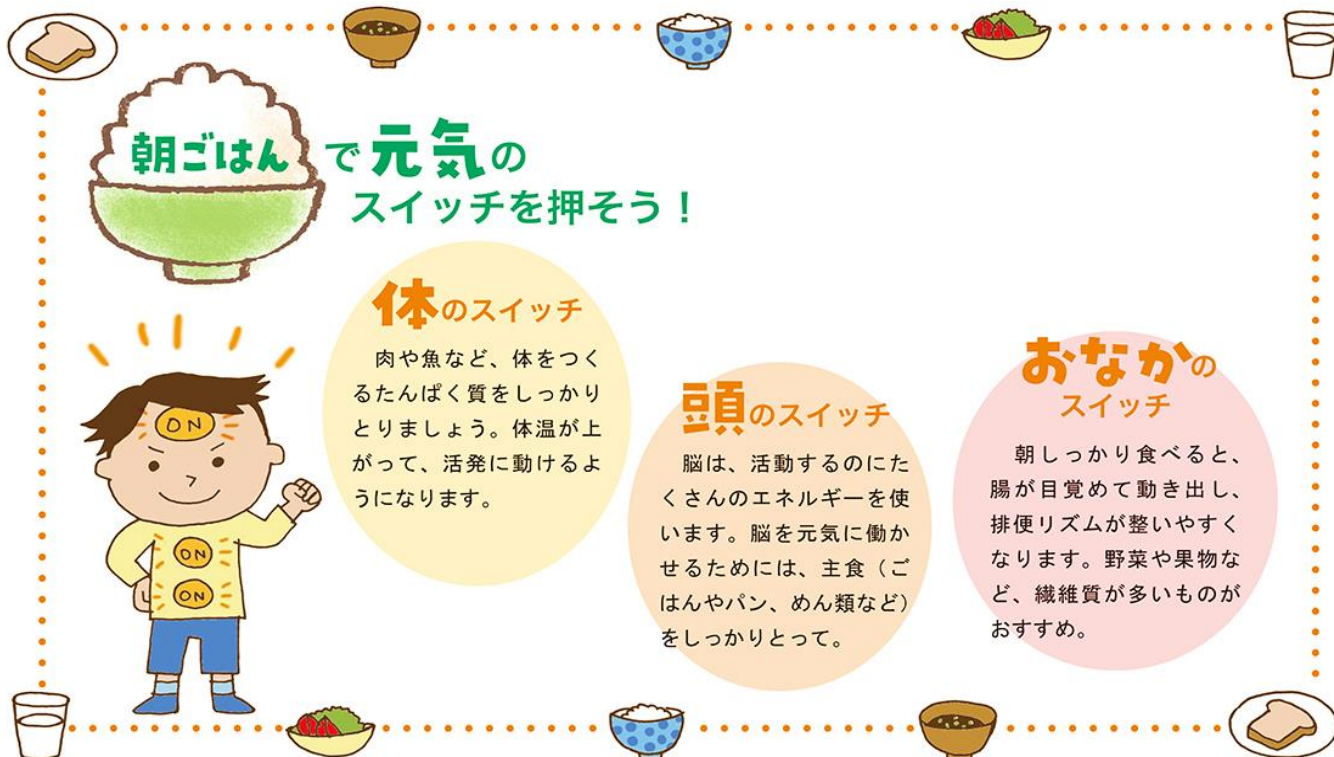 朝ごはんで元気の
スイッチを押そう！
体のスイッチ
　肉や魚など、体をつく
るたんぱく質をしっかり
とりましょう。体温が上
がって、活発に動けるよ
うになります。
頭のスイッチ
　脳は、活動するのにた
くさんのエネルギーを使
います。脳を元気に働か
せるためには、主食（ご
はんやパン、めん類など）
をしっかりとって。
おなかの
スイッチ
　朝しっかり食べると、
腸が目覚めて動き出し、
排便リズムが整いやすく
なります。野菜や果物な
ど、繊維質が多いものが
おすすめ。
ON
ON
ON